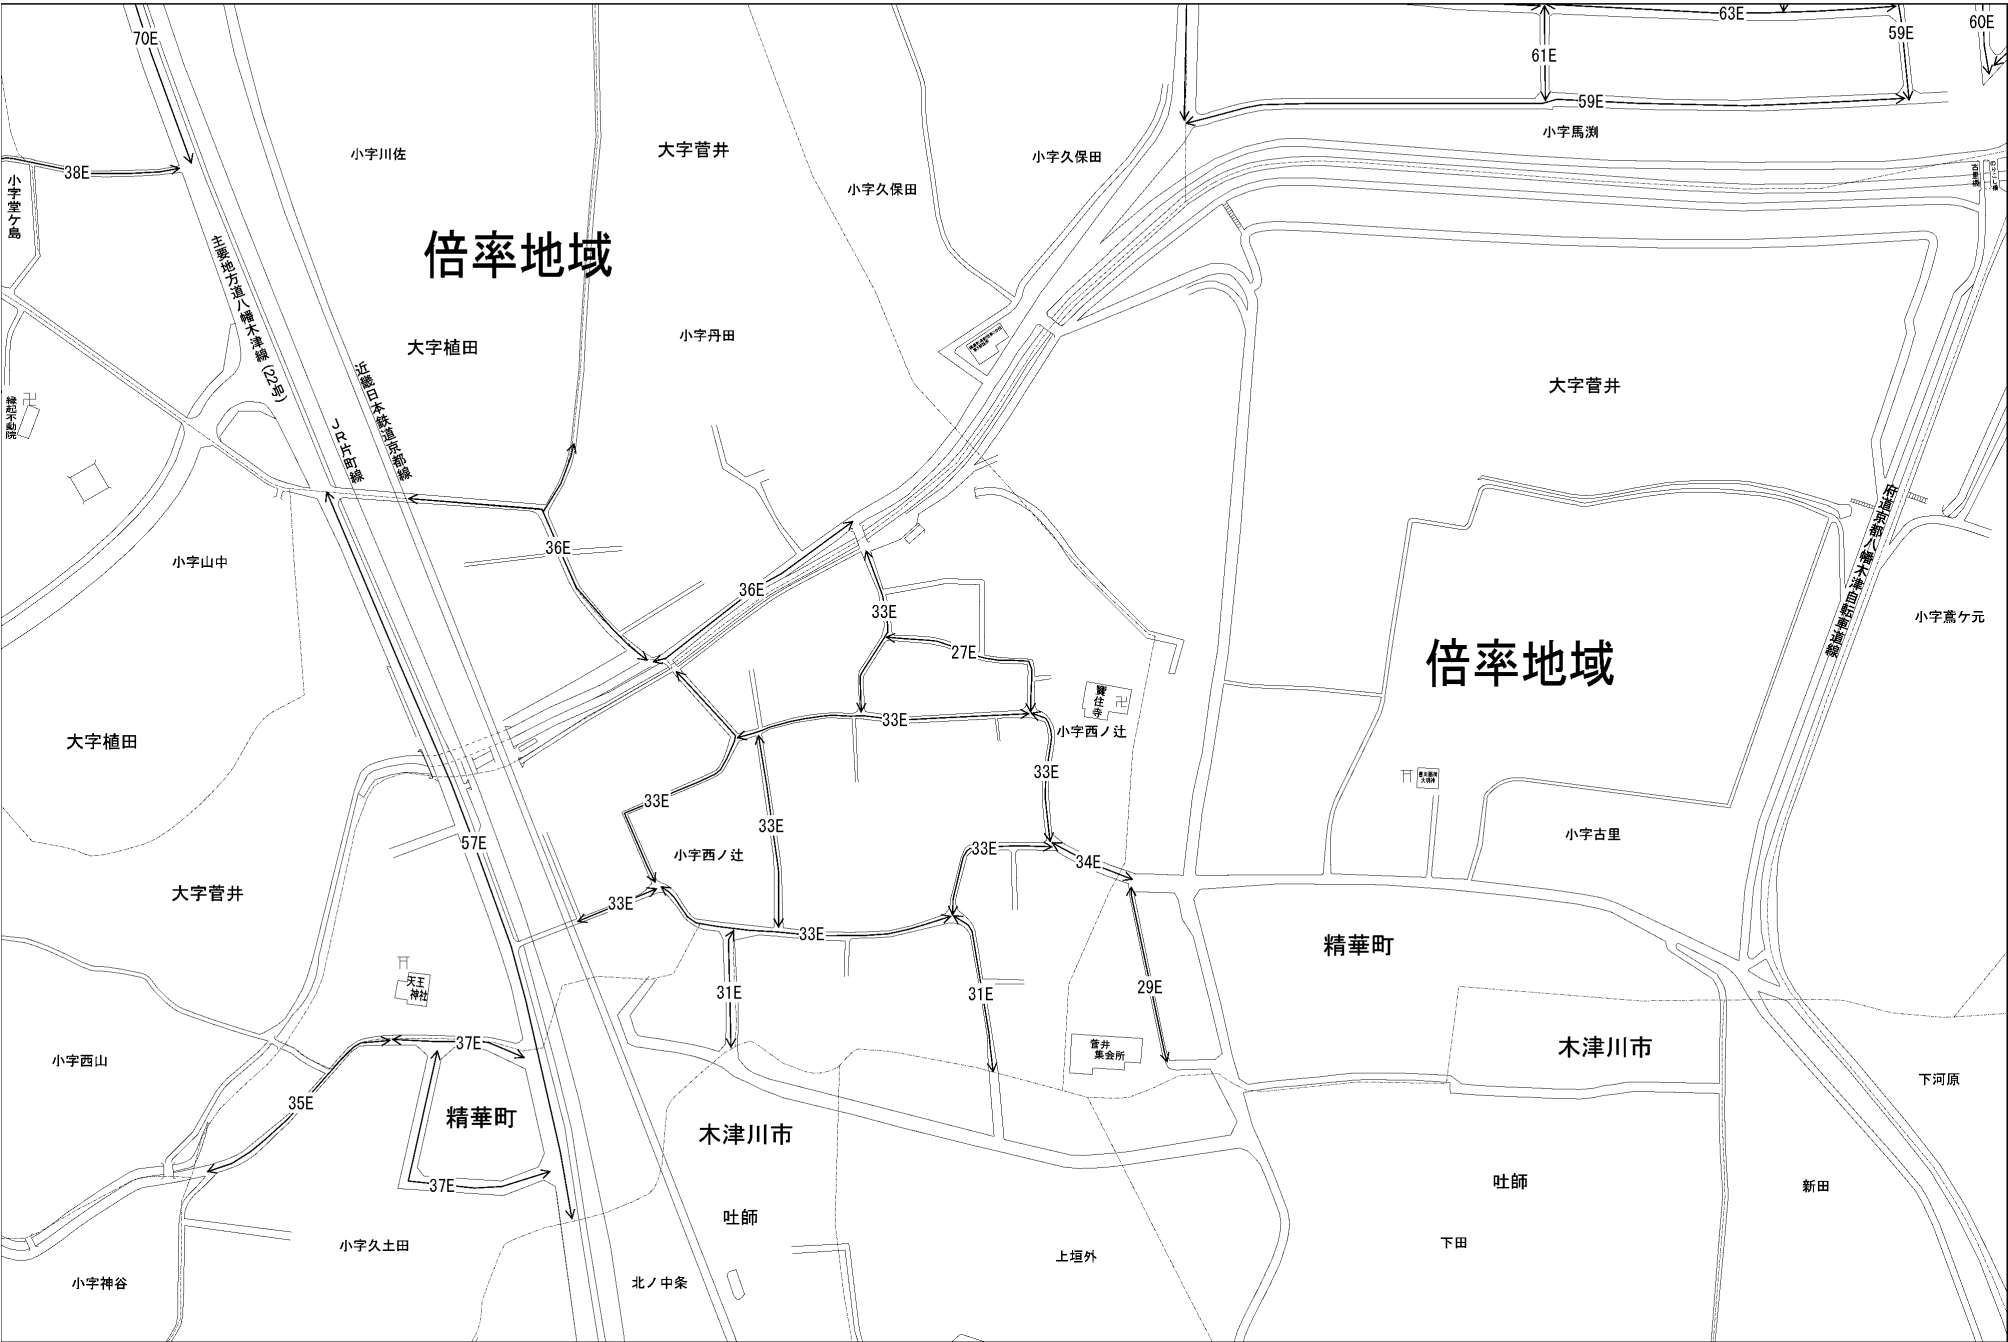 70E
63E
60E
59E
61E
59E
小字馬渕
小字川佐
大字菅井
小字久保田
小字久保田
38E
小字堂ケ島
主要地方道八幡木津線(22号)
倍率地域
小字丹田
大字植田
近畿日本鉄道京都線
JR片町線
縁起不動院
大字菅井
府道京都八幡木津自転車道線
小字山中
36E
36E
33E
27E
小字鳶ケ元
倍率地域
寶住寺
33E
小字西ノ辻
大字植田
33E
33E
33E
小字古里
57E
小字西ノ辻
33E
34E
大字菅井
33E
33E
精華町
天王神社
31E
31E
29E
37E
菅井集会所
木津川市
小字西山
下河原
35E
精華町
木津川市
37E
吐師
新田
吐師
小字久土田
下田
上垣外
小字神谷
北ノ中条